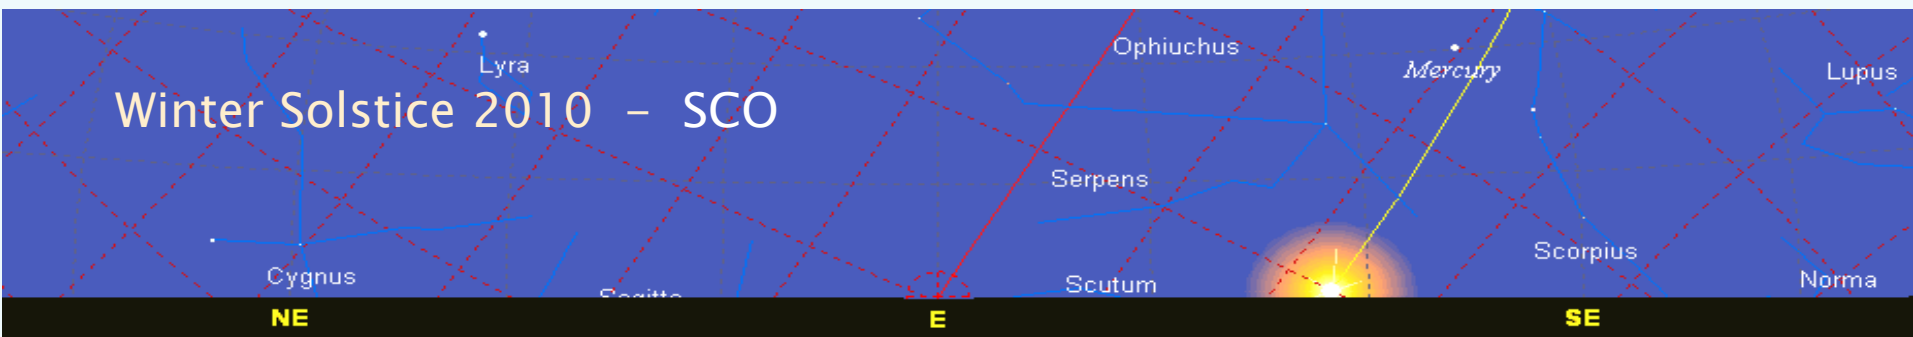 Ophiuchus
Mercury
Lyra
Lupus
Winter Solstice 2010 – SCO
Serpens
Scorpius
Cygnus
Scutum
Norma
NE
E
SE